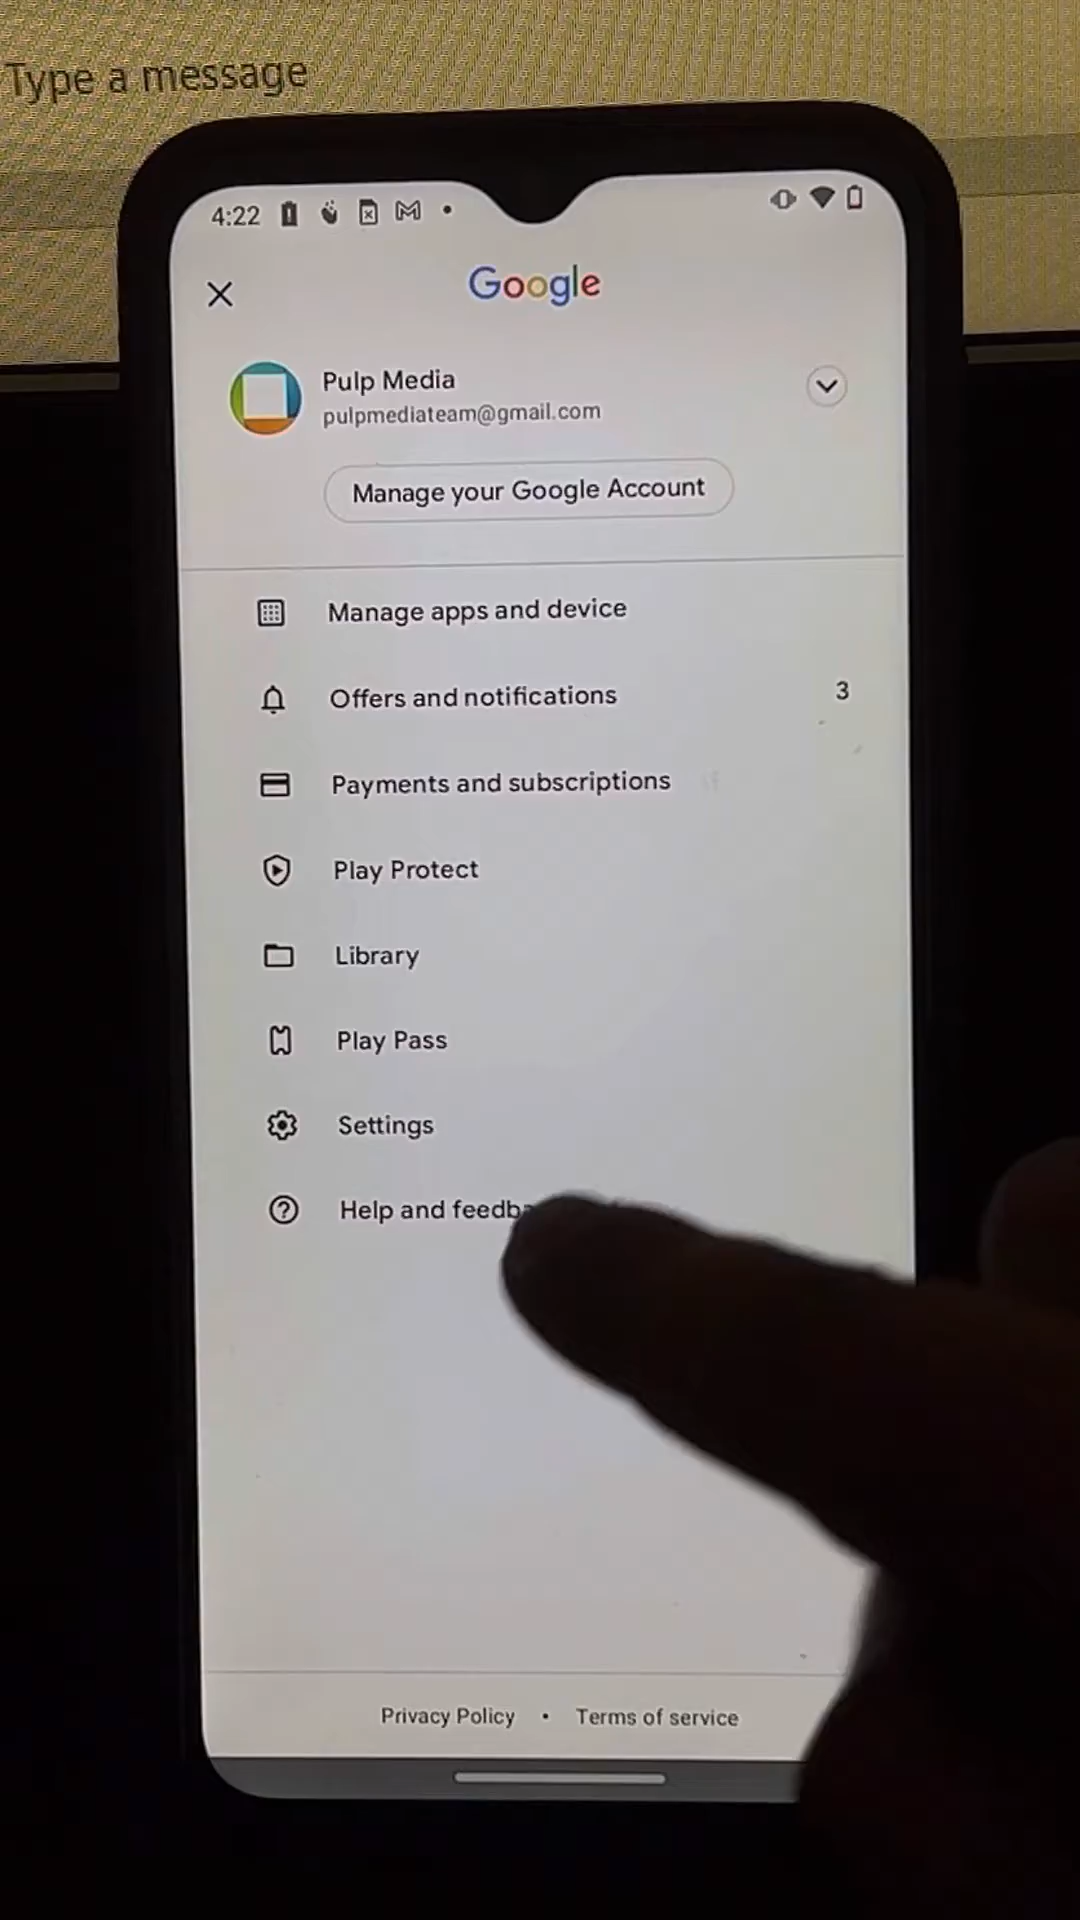 Type a message
4:22
Google
Pulp Media
pulpmediateam@gmail.com
Manage your Google Account
Manage apps and device
Offers and notifications 3
Payments and subscriptions
Play Protect
Library
Play Pass
Settings
Help and feedb
Privacy Policy • Terms of service